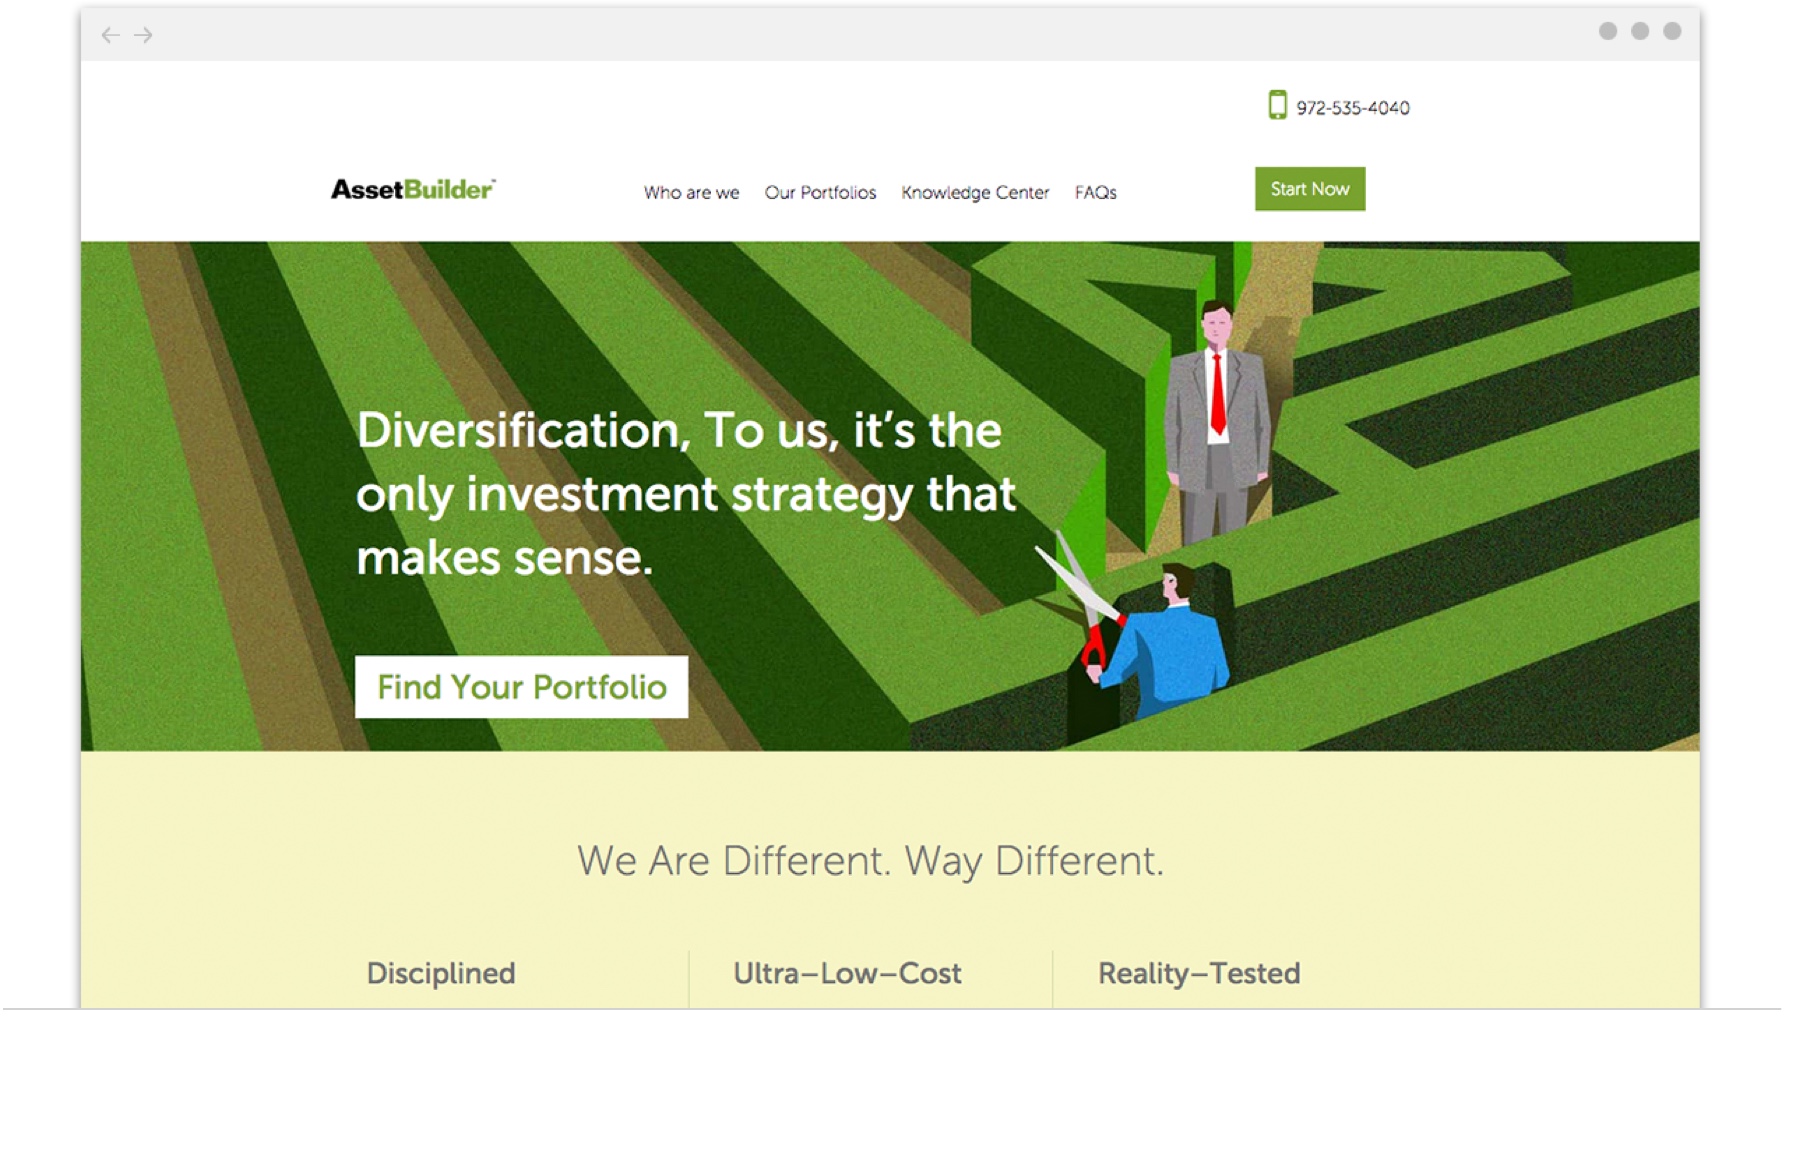 972-535-4040
AssetBuilder™
Who are we
Our Portfolios
Knowledge Center
FAQs
Start Now
Diversification, To us, it's the
only investment strategy that
makes sense.
Find Your Portfolio
We Are Different. Way Different.
Disciplined
Ultra–Low–Cost
Reality–Tested